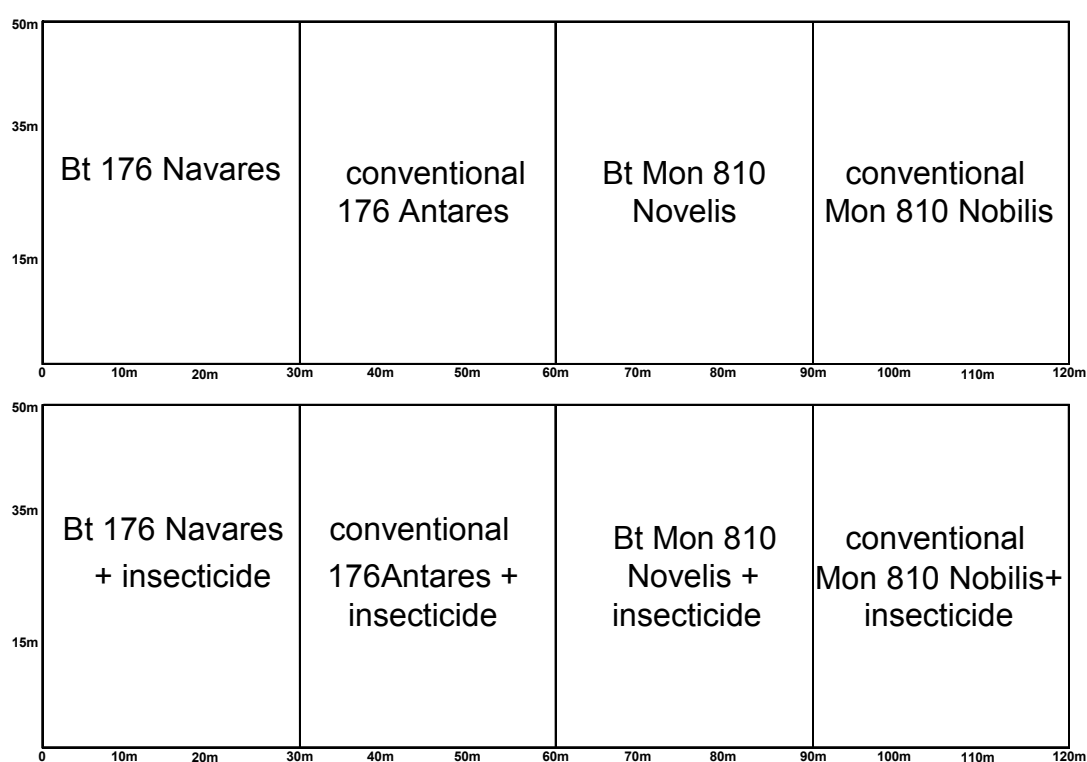 50m
35m
15m
Bt 176 Navares
conventional
176 Antares
Bt Mon 810
Novelis
conventional
Mon 810 Nobilis
0 10m 20m 30m 40m 50m 60m 70m 80m 90m 100m 110m 120m
50m
35m
15m
Bt 176 Navares
+ insecticide
conventional
176Antares +
insecticide
Bt Mon 810
Novelis +
insecticide
conventional
Mon 810 Nobilis+
insecticide
0 10m 20m 30m 40m 50m 60m 70m 80m 90m 100m 110m 120m